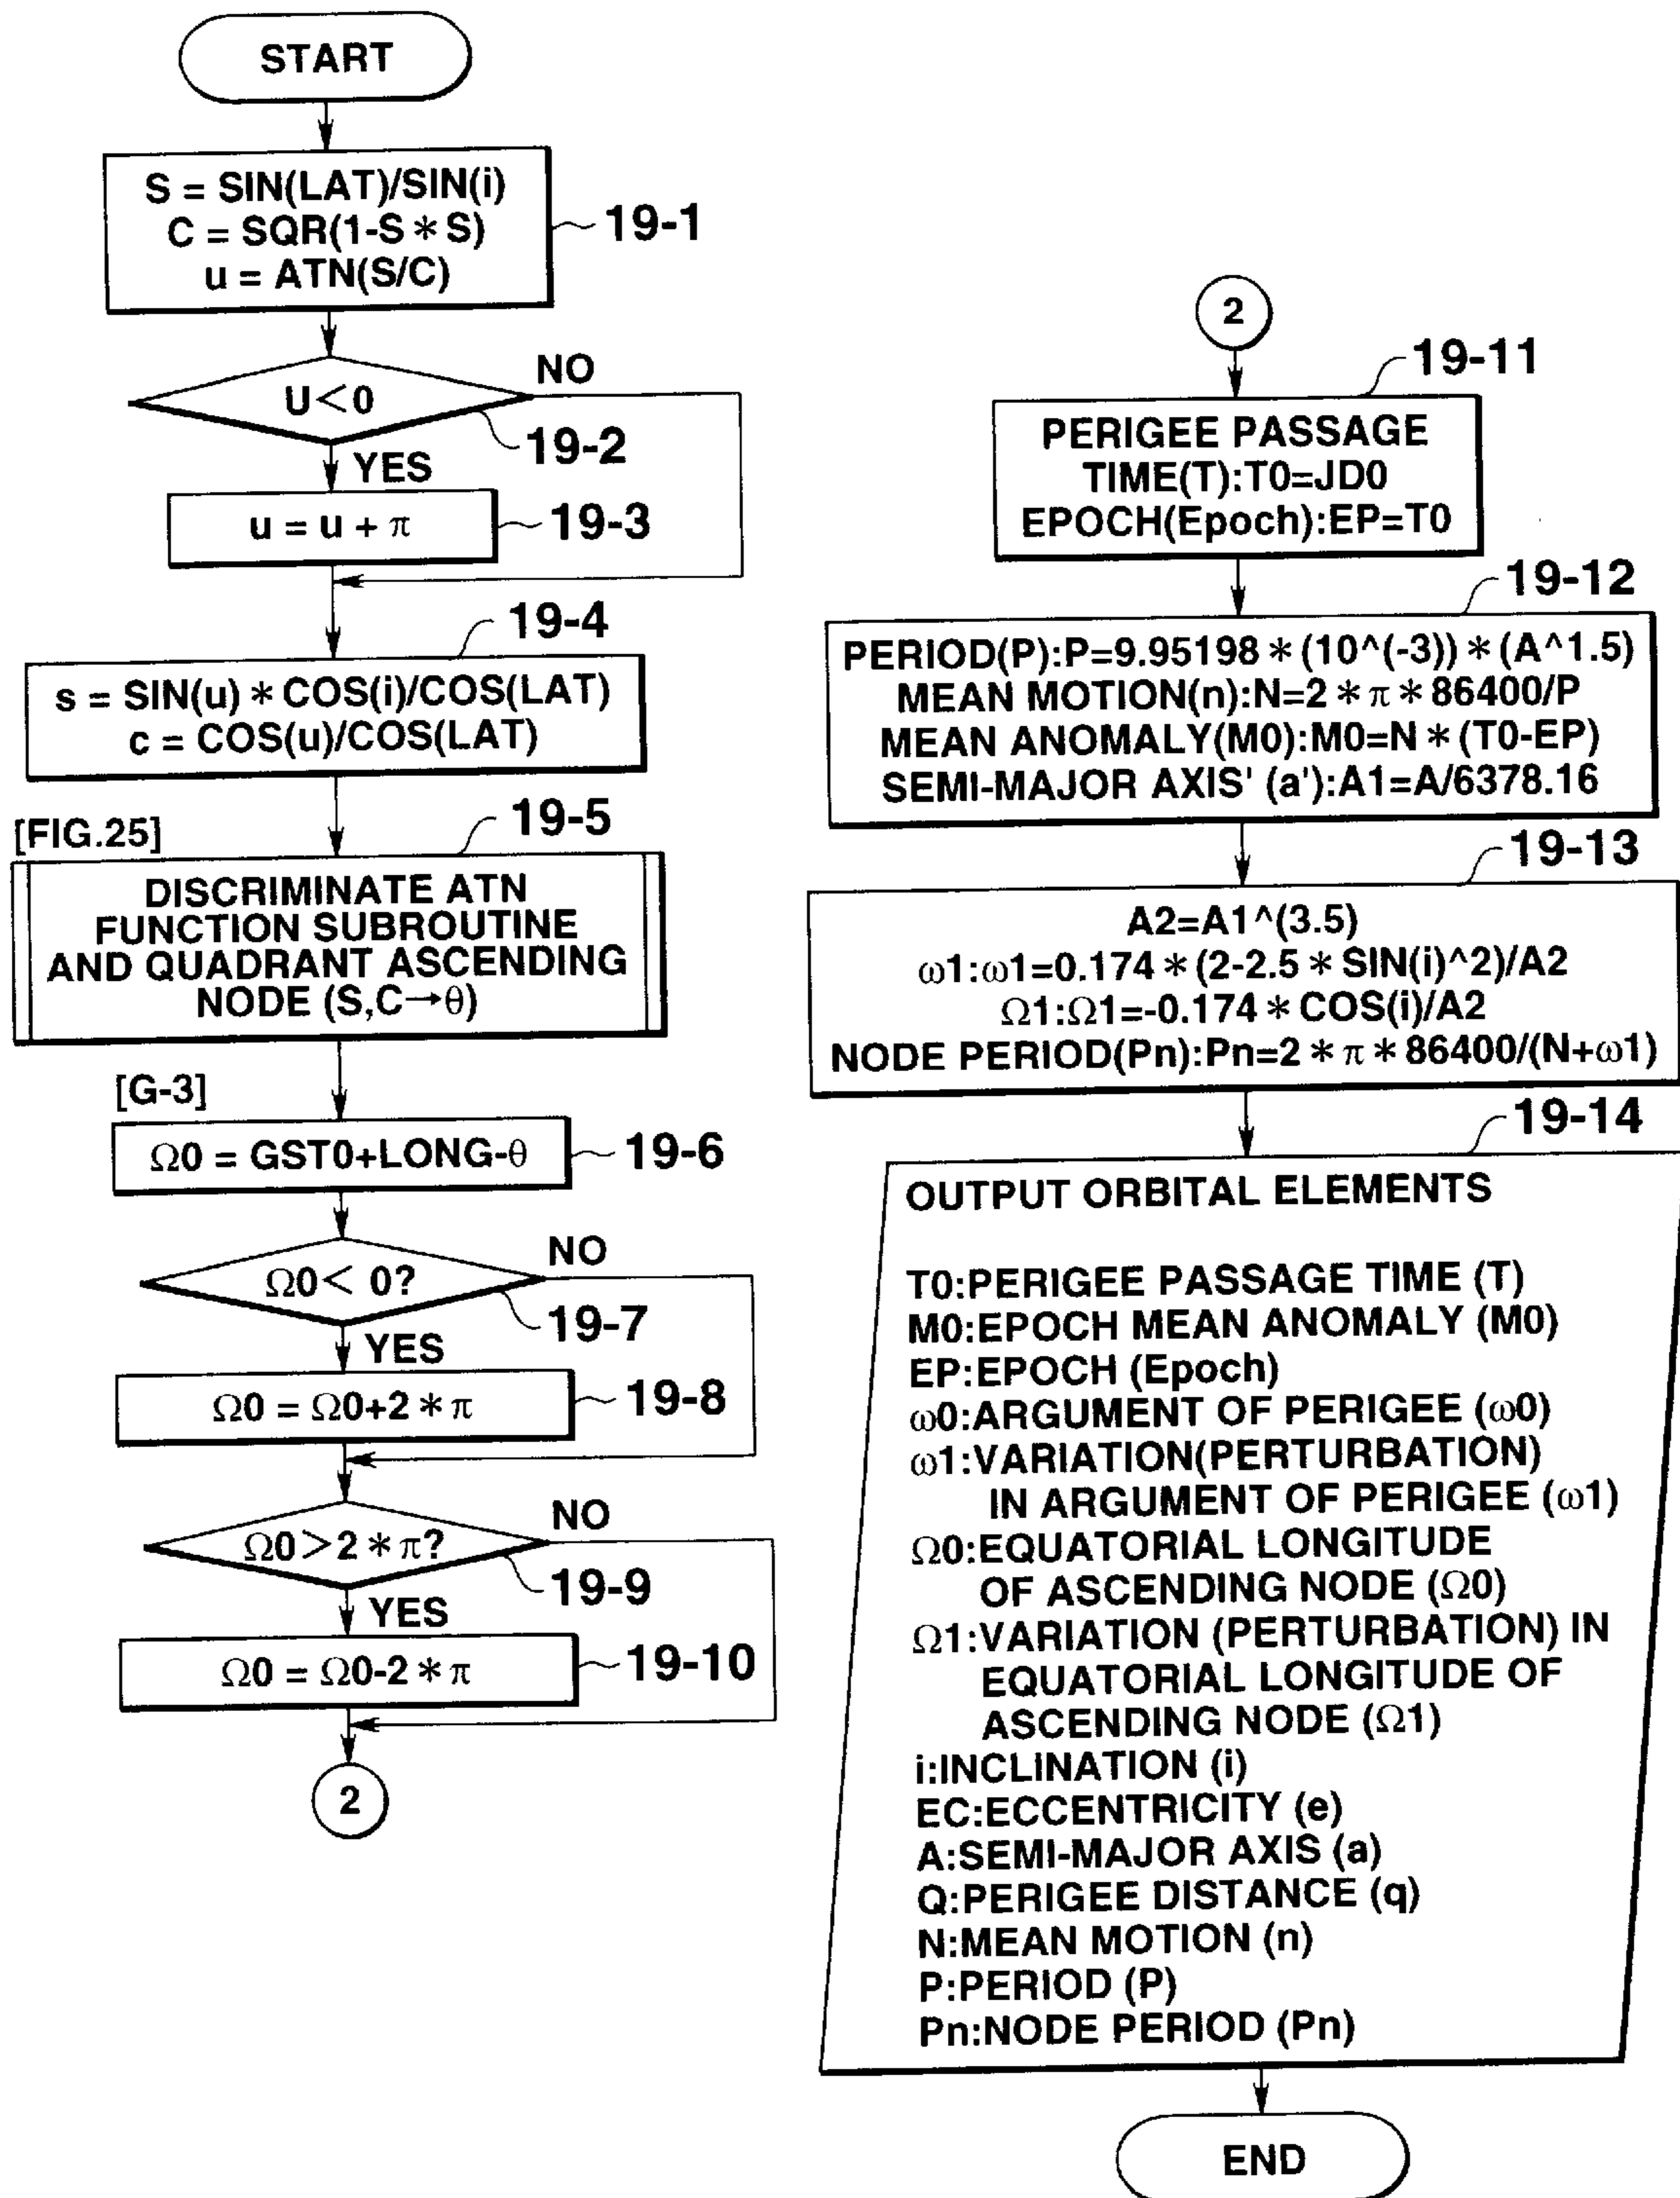 START
S = SIN(LAT)/SIN(i)
C = SQR(1-S*S)
u = ATN(S/C)
19-1
U<0
NO
19-2
YES
u = u + π
19-3
19-4
s = SIN(u)*COS(i)/COS(LAT)
c = COS(u)/COS(LAT)
[FIG.25]
19-5
DISCRIMINATE ATN
FUNCTION SUBROUTINE
AND QUADRANT ASCENDING
NODE (S,C→θ)
[G-3]
Ω0 = GST0+LONG-θ
19-6
Ω0< 0?
NO
19-7
YES
Ω0 = Ω0+2*π
19-8
Ω0>2*π?
NO
19-9
YES
Ω0 = Ω0-2*π
19-10
2
2
19-11
PERIGEE PASSAGE
TIME(T):T0=JD0
EPOCH(Epoch):EP=T0
19-12
PERIOD(P):P=9.95198*(10^(-3))*(A^1.5)
MEAN MOTION(n):N=2*π*86400/P
MEAN ANOMALY(M0):M0=N*(T0-EP)
SEMI-MAJOR AXIS' (a'):A1=A/6378.16
19-13
A2=A1^(3.5)
ω1:ω1=0.174*(2-2.5*SIN(i)^2)/A2
Ω1:Ω1=-0.174*COS(i)/A2
NODE PERIOD(Pn):Pn=2*π*86400/(N+ω1)
19-14
OUTPUT ORBITAL ELEMENTS
T0:PERIGEE PASSAGE TIME (T)
M0:EPOCH MEAN ANOMALY (M0)
EP:EPOCH (Epoch)
ω0:ARGUMENT OF PERIGEE (ω0)
ω1:VARIATION(PERTURBATION)
IN ARGUMENT OF PERIGEE (ω1)
Ω0:EQUATORIAL LONGITUDE
OF ASCENDING NODE (Ω0)
Ω1:VARIATION (PERTURBATION) IN
EQUATORIAL LONGITUDE OF
ASCENDING NODE (Ω1)
i:INCLINATION (i)
EC:ECCENTRICITY (e)
A:SEMI-MAJOR AXIS (a)
Q:PERIGEE DISTANCE (q)
N:MEAN MOTION (n)
P:PERIOD (P)
Pn:NODE PERIOD (Pn)
END